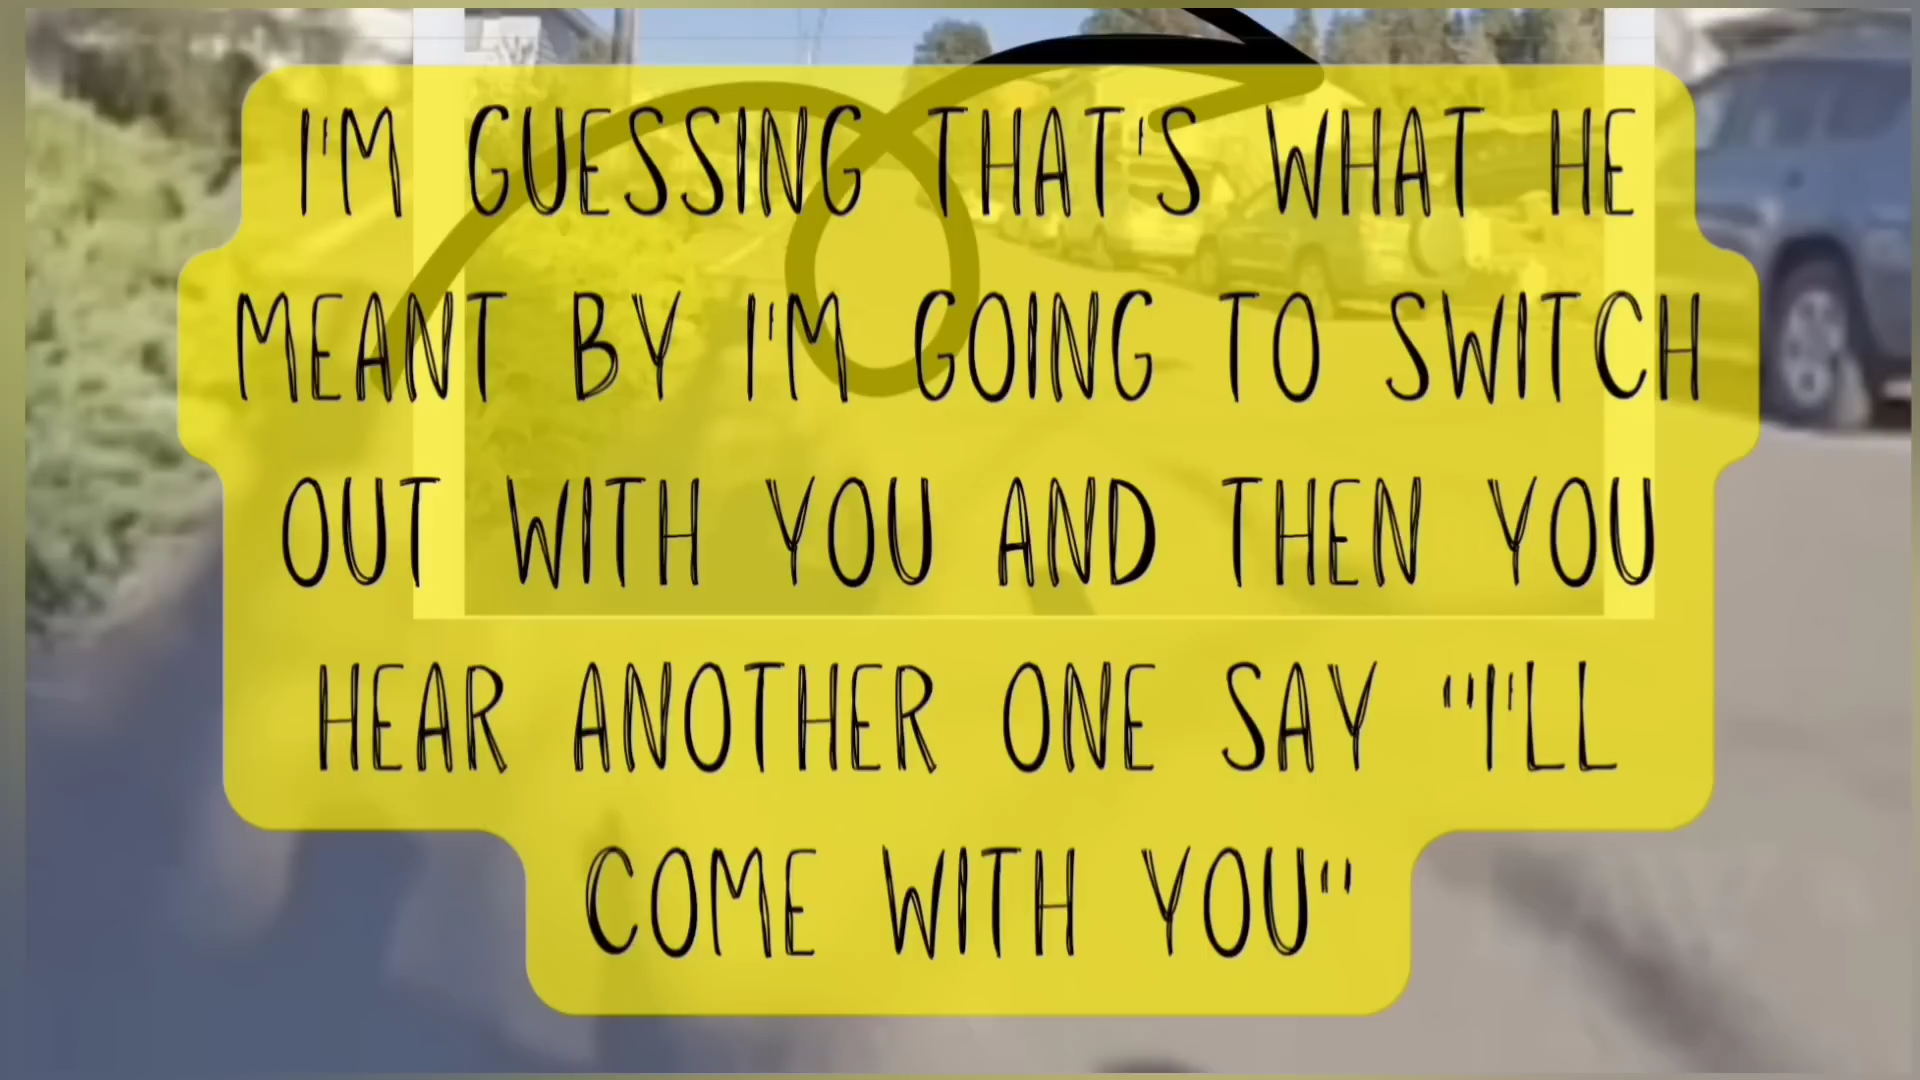 I'M GUESSING THAT'S WHAT HE
MEANT BY I'M GOING TO SWITCH
OUT WITH YOU AND THEN YOU
HEAR ANOTHER ONE SAY "I'LL
COME WITH YOU"